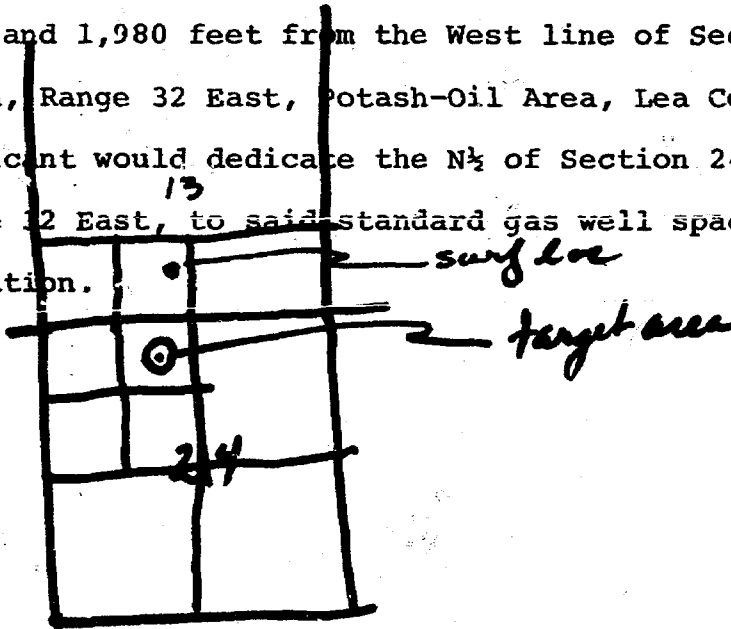 and 1,980 feet from the West line of Sec
, Range 32 East, Potash-Oil Area, Lea Co
icant would dedicate the N½ of Section 24
13
32 East, to said standard gas well spac
surf loc
tion.
target area
24